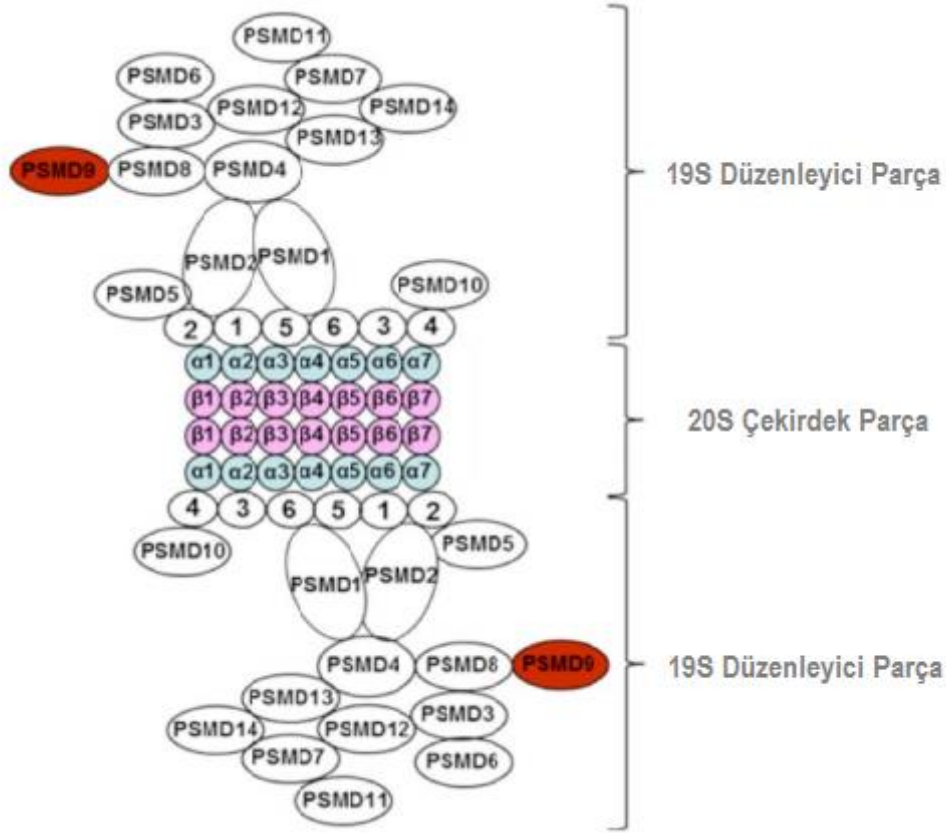 PSMD11
PSMD6 PSMD7
PSMD12 PSMD14
PSMD3 PSMD13
PSMD9 PSMD8 PSMD4 19S Düzenleyici Parça
PSMD2 PSMD1
PSMD5 PSMD10
2 1 5 6 3 4
α1 α2 α3 α4 α5 α6 α7
β1 β2 β3 β4 β5 β6 β7
20S Çekirdek Parça
β1 β2 β3 β4 β5 β6 β7
α1 α2 α3 α4 α5 α6 α7
4 3 6 5 1 2
PSMD10 PSMD5
PSMD1 PSMD2
PSMD4 PSMD8 PSMD9 19S Düzenleyici Parça
PSMD13 PSMD3
PSMD14 PSMD12
PSMD7 PSMD6
PSMD11